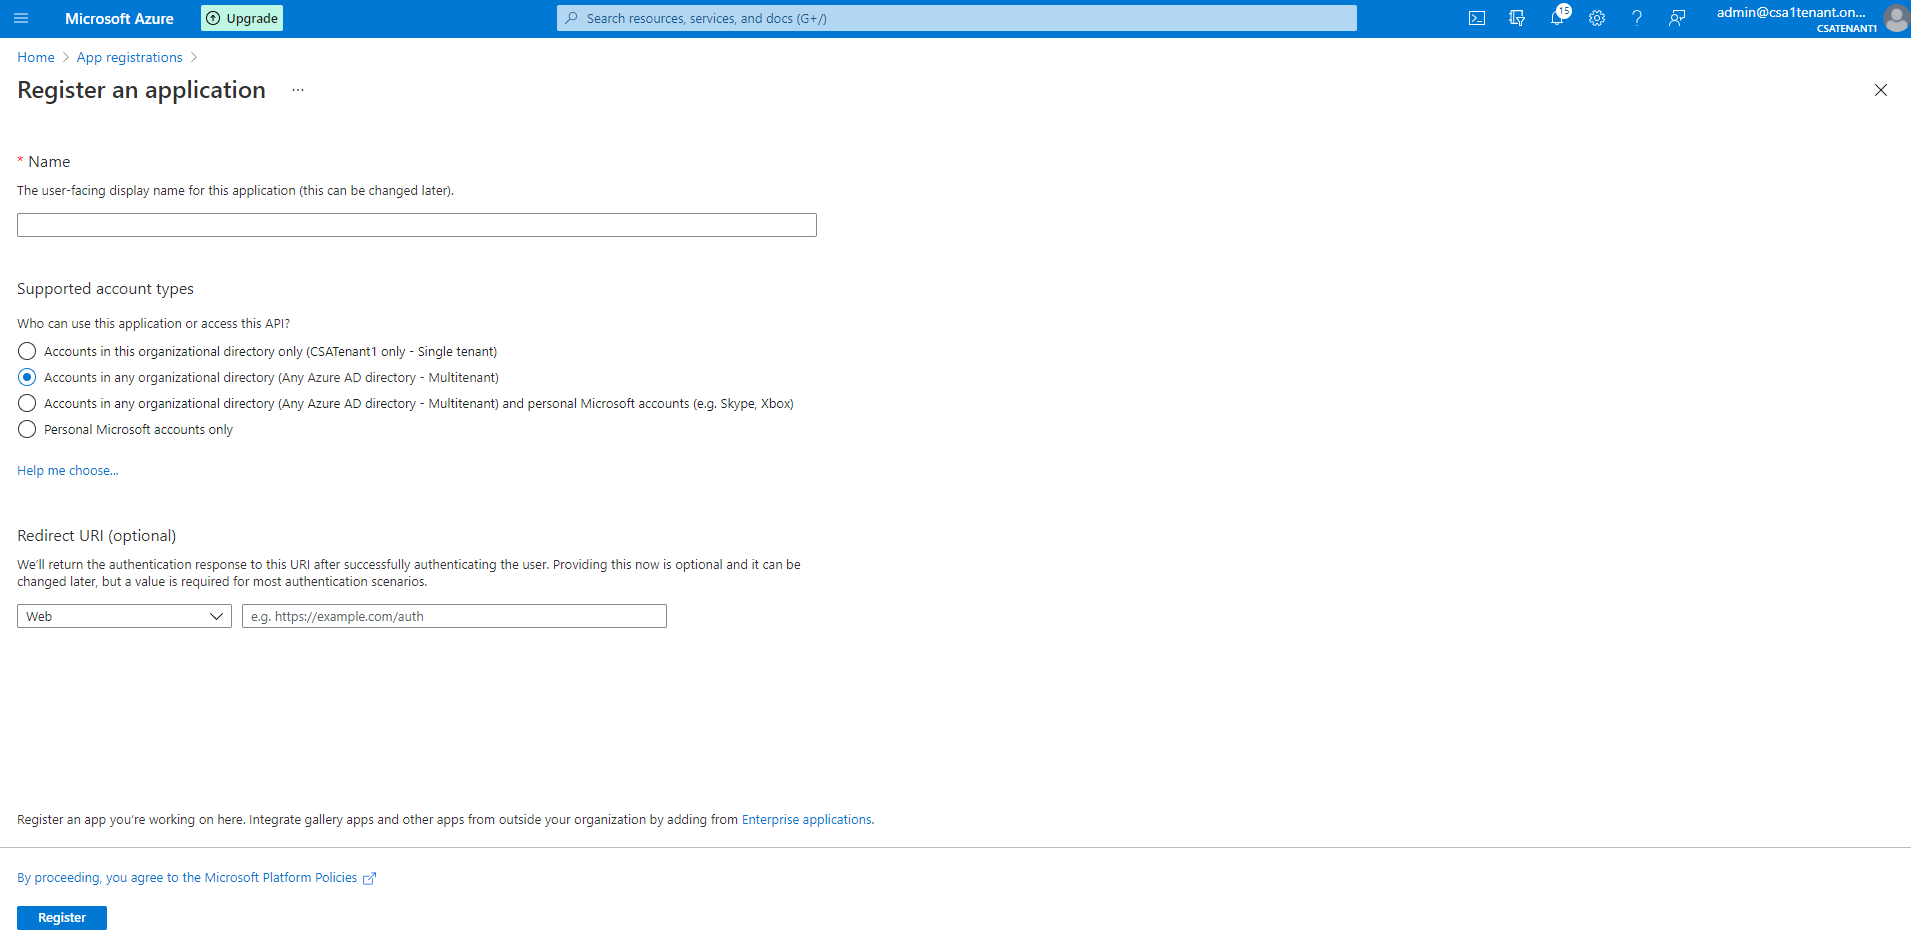 Microsoft Azure
Upgrade
Search resources, services, and docs (G+/)
15
admin@csa1tenant.on...
CSATENANT1
Home > App registrations >
Register an application ...
* Name
The user-facing display name for this application (this can be changed later).
Supported account types
Who can use this application or access this API?
Accounts in this organizational directory only (CSATenant1 only - Single tenant)
Accounts in any organizational directory (Any Azure AD directory - Multitenant)
Accounts in any organizational directory (Any Azure AD directory - Multitenant) and personal Microsoft accounts (e.g. Skype, Xbox)
Personal Microsoft accounts only
Help me choose...
Redirect URI (optional)
We'll return the authentication response to this URI after successfully authenticating the user. Providing this now is optional and it can be
changed later, but a value is required for most authentication scenarios.
Web
e.g. https://example.com/auth
Register an app you're working on here. Integrate gallery apps and other apps from outside your organization by adding from Enterprise applications.
By proceeding, you agree to the Microsoft Platform Policies
Register